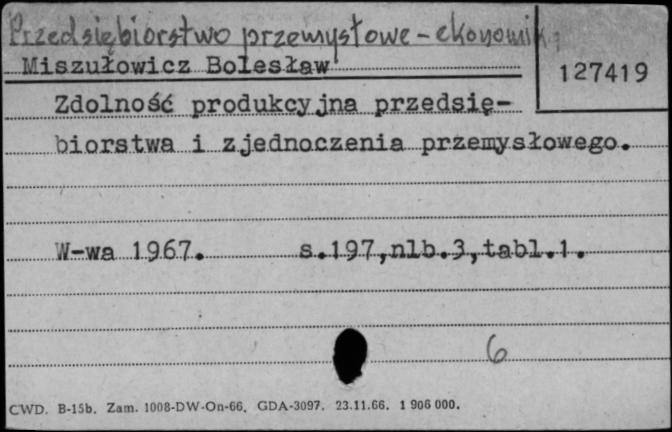 Przedsiębiorstwo przemysłowe - ekonomik
127419
Miszułowicz Bolesław
Zdolność produkcyjna przedsię-
biorstwa i zjednoczenia przemysłowego.
W-wa 1967. s.197,nlb.3,tabl.1.
6
CWD. B-15b. Zam. 1008-DW-On-66. GDA-3097. 23.11.66. 1 906 000.